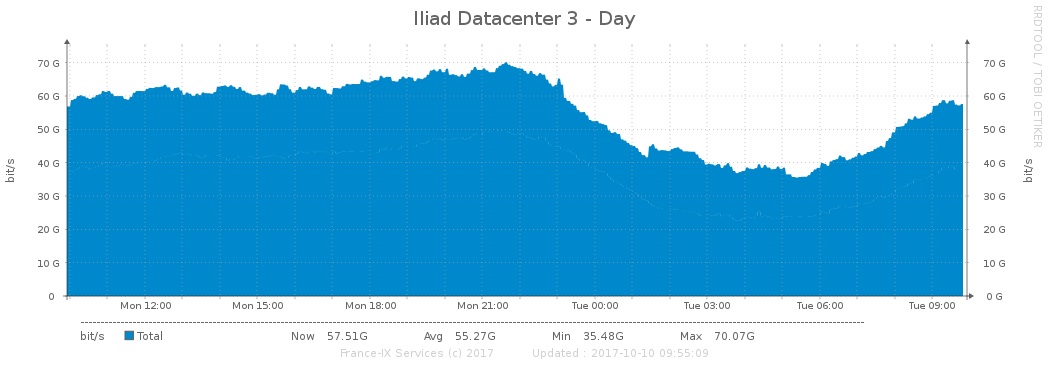 Iliad Datacenter 3 - Day
RRDTOOL / TOBI OETIKER
bit/s
70 G
60 G
50 G
40 G
30 G
20 G
10 G
0
70 G
60 G
50 G
40 G
30 G
20 G
10 G
0 G
bit/s
Mon 12:00 Mon 15:00 Mon 18:00 Mon 21:00 Tue 00:00 Tue 03:00 Tue 06:00 Tue 09:00
bit/s Total Now 57.51G Avg 55.27G Min 35.48G Max 70.07G
France-IX Services (c) 2017 Updated : 2017-10-10 09:55:09